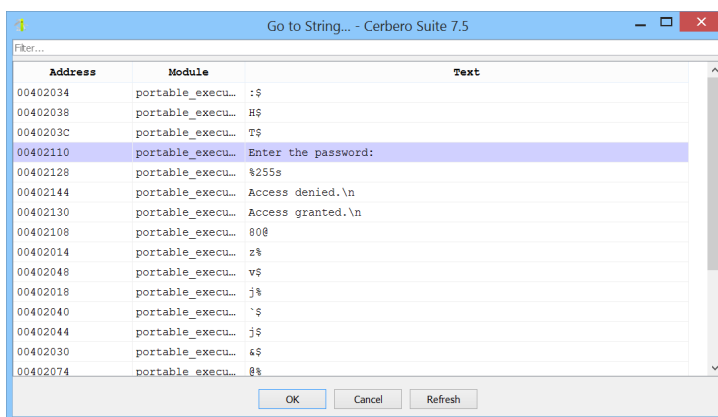 Go to String... - Cerbero Suite 7.5
Filter...
Address Module Text
00402034 portable_execu... :$
00402038 portable_execu... H$
0040203C portable_execu... T$
00402110 portable_execu... Enter the password:
00402128 portable_execu... %255s
00402144 portable_execu... Access denied.\n
00402130 portable_execu... Access granted.\n
00402108 portable_execu... 80@
00402014 portable_execu... z%
00402048 portable_execu... v$
00402018 portable_execu... j%
00402040 portable_execu... `$
00402044 portable_execu... j$
00402030 portable_execu... &$
00402074 portable_execu... @%
OK Cancel Refresh